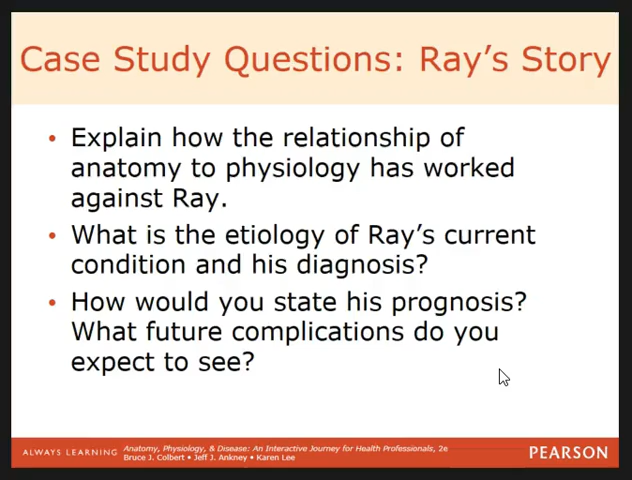 Case Study Questions: Ray's Story
• Explain how the relationship of
anatomy to physiology has worked
against Ray.
• What is the etiology of Ray's current
condition and his diagnosis?
• How would you state his prognosis?
What future complications do you
expect to see?
ALWAYS LEARNING
Anatomy, Physiology, & Disease: An Interactive Journey for Health Professionals, 2e
Bruce J. Colbert • Jeff J. Ankney • Karen Lee
PEARSON